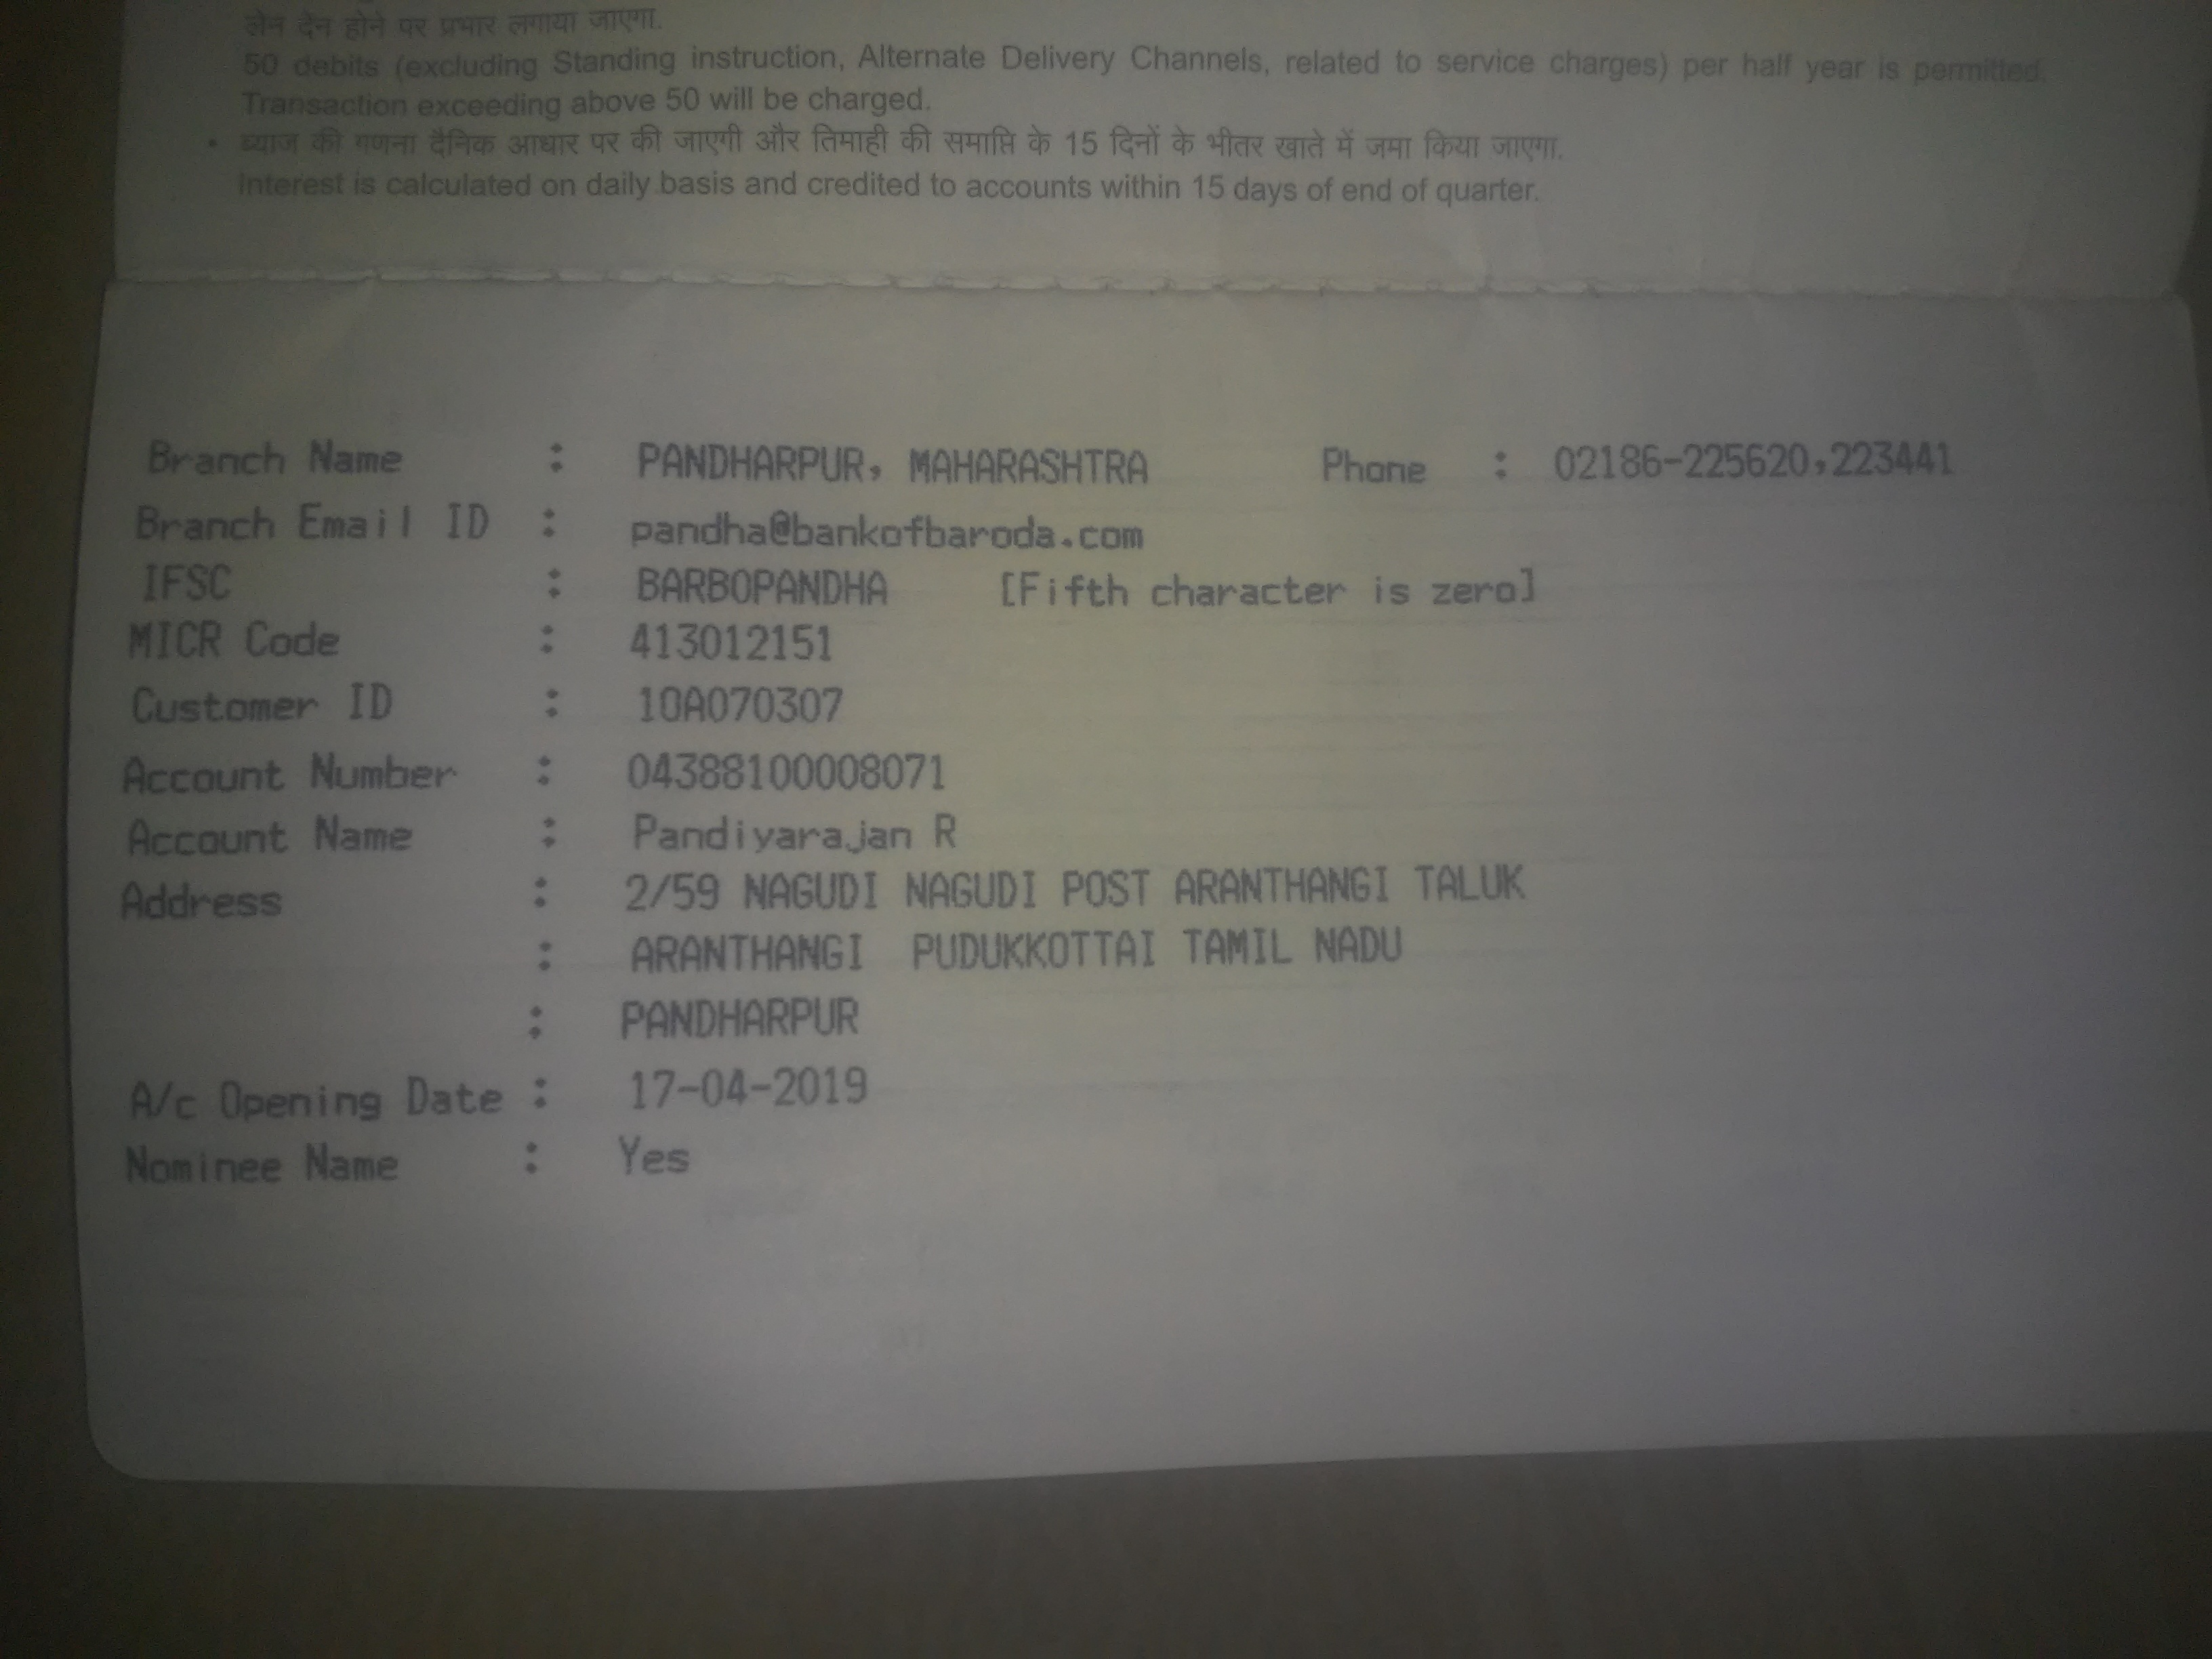 लेन देन होने पर प्रभार लगाया जाएगा.
50 debits (excluding Standing instruction, Alternate Delivery Channels, related to service charges) per half year is permitted.
Transaction exceeding above 50 will be charged.
• ब्याज की गणना दैनिक आधार पर की जाएगी और तिमाही की समाप्ति के 15 दिनों के भीतर खाते में जमा किया जाएगा.
Interest is calculated on daily basis and credited to accounts within 15 days of end of quarter.
Branch Name : PANDHARPUR, MAHARASHTRA Phone : 02186-225620,223441
Branch Email ID : pandha@bankofbaroda.com
IFSC : BARB0PANDHA [Fifth character is zero]
MICR Code : 413012151
Customer ID : 10A070307
Account Number : 04388100008071
Account Name : Pandiyarajan R
Address : 2/59 NAGUDI NAGUDI POST ARANTHANGI TALUK
: ARANTHANGI PUDUKKOTTAI TAMIL NADU
: PANDHARPUR
A/c Opening Date : 17-04-2019
Nominee Name : Yes